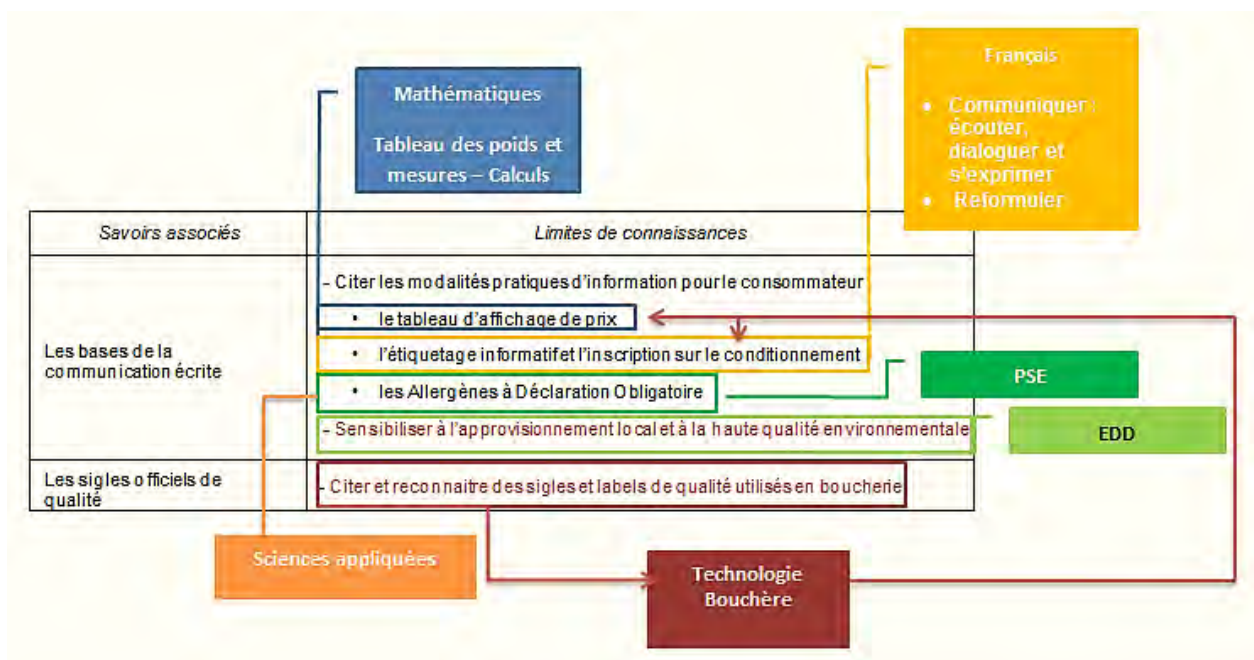 Mathématiques
Tableau des poids et
mesures – Calculs
Français
• Communiquer :
écouter,
dialoguer et
s'exprimer
• Reformuler
Savoirs associés
Limites de connaissances
Les bases de la
communication écrite
- Citer les modalités pratiques d'information pour le consommateur
• le tableau d'affichage de prix
• l'étiquetage informatif et l'inscription sur le conditionnement
• les Allergènes à Déclaration Obligatoire
- Sensibiliser à l'approvisionnement local et à la haute qualité environnementale
PSE
EDD
Les sigles officiels de
qualité
- Citer et reconnaitre des sigles et labels de qualité utilisés en boucherie
Sciences appliquées
Technologie
Bouchère